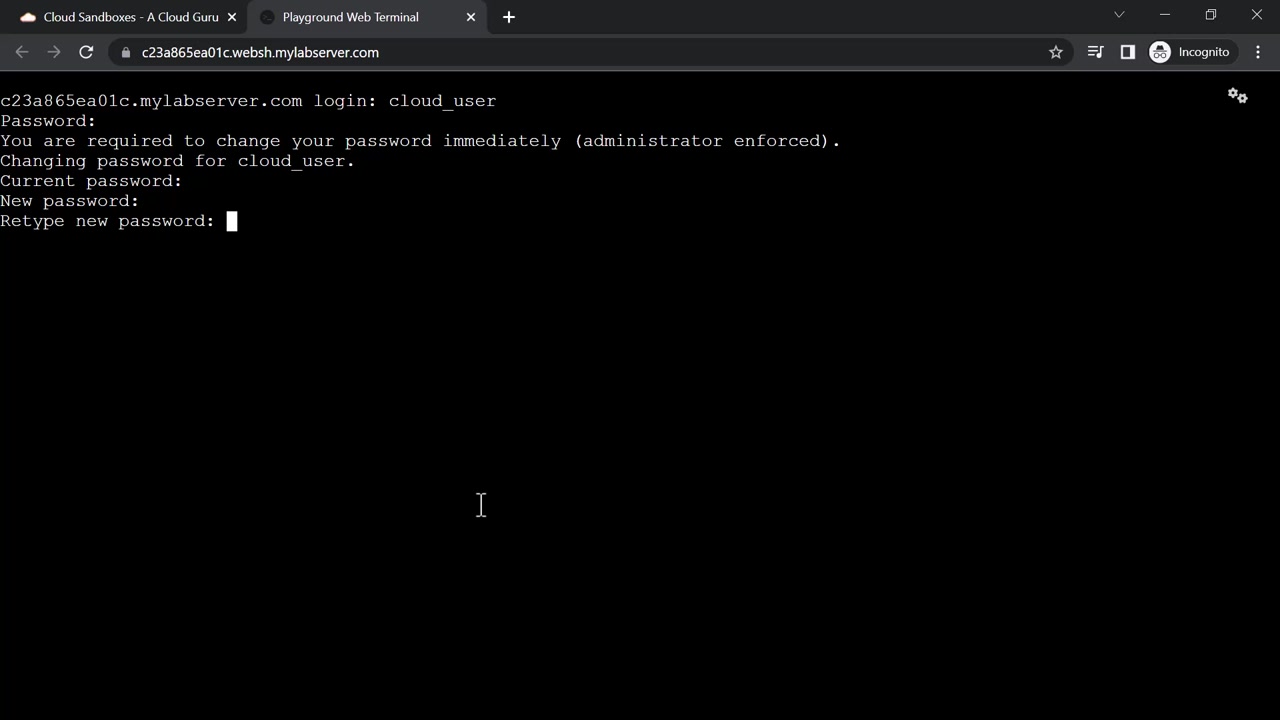 Cloud Sandboxes - A Cloud Guru
Playground Web Terminal
c23a865ea01c.websh.mylabserver.com
Incognito
c23a865ea01c.mylabserver.com login: cloud_user
Password:
You are required to change your password immediately (administrator enforced).
Changing password for cloud_user.
Current password:
New password:
Retype new password: